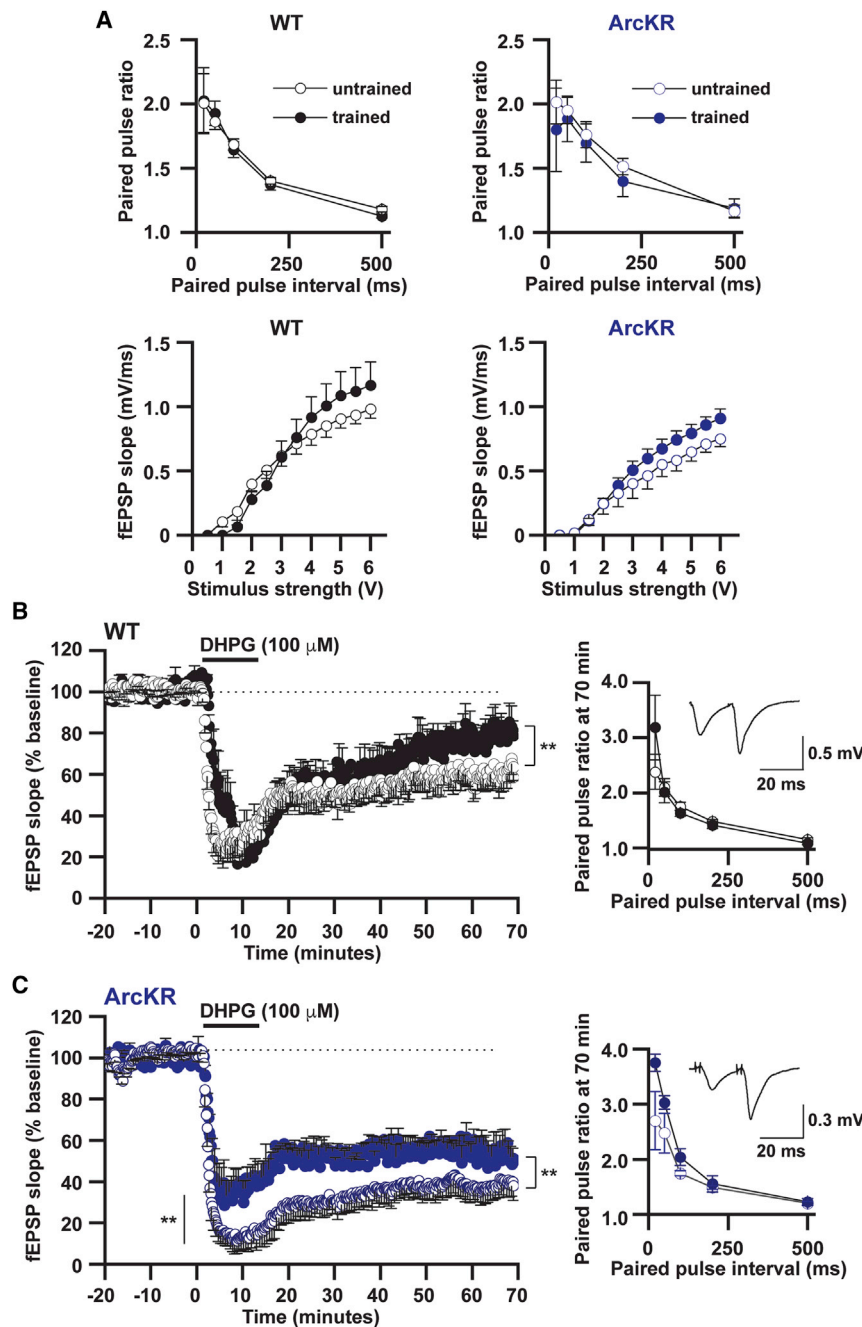 A
WT
ArcKR
Paired pulse ratio
2.5
2.0
1.5
1.0
untrained
trained
0 250 500
Paired pulse interval (ms)
Paired pulse ratio
2.5
2.0
1.5
1.0
untrained
trained
0 250 500
Paired pulse interval (ms)
WT
ArcKR
fEPSP slope (mV/ms)
1.5
1.0
0.5
0
0 1 2 3 4 5 6
Stimulus strength (V)
fEPSP slope (mV/ms)
1.5
1.0
0.5
0
0 1 2 3 4 5 6
Stimulus strength (V)
B
WT
DHPG (100 μM)
fEPSP slope (% baseline)
120
100
80
60
40
20
0
**
-20 -10 0 10 20 30 40 50 60 70
Time (minutes)
Paired pulse ratio at 70 min
4.0
3.0
2.0
1.0
0.5 mV
20 ms
0 250 500
Paired pulse interval (ms)
C
ArcKR
DHPG (100 μM)
fEPSP slope (% baseline)
120
100
80
60
40
20
0
**
**
-20 -10 0 10 20 30 40 50 60 70
Time (minutes)
Paired pulse ratio at 70 min
4.0
3.0
2.0
1.0
0.3 mV
20 ms
0 250 500
Paired pulse interval (ms)